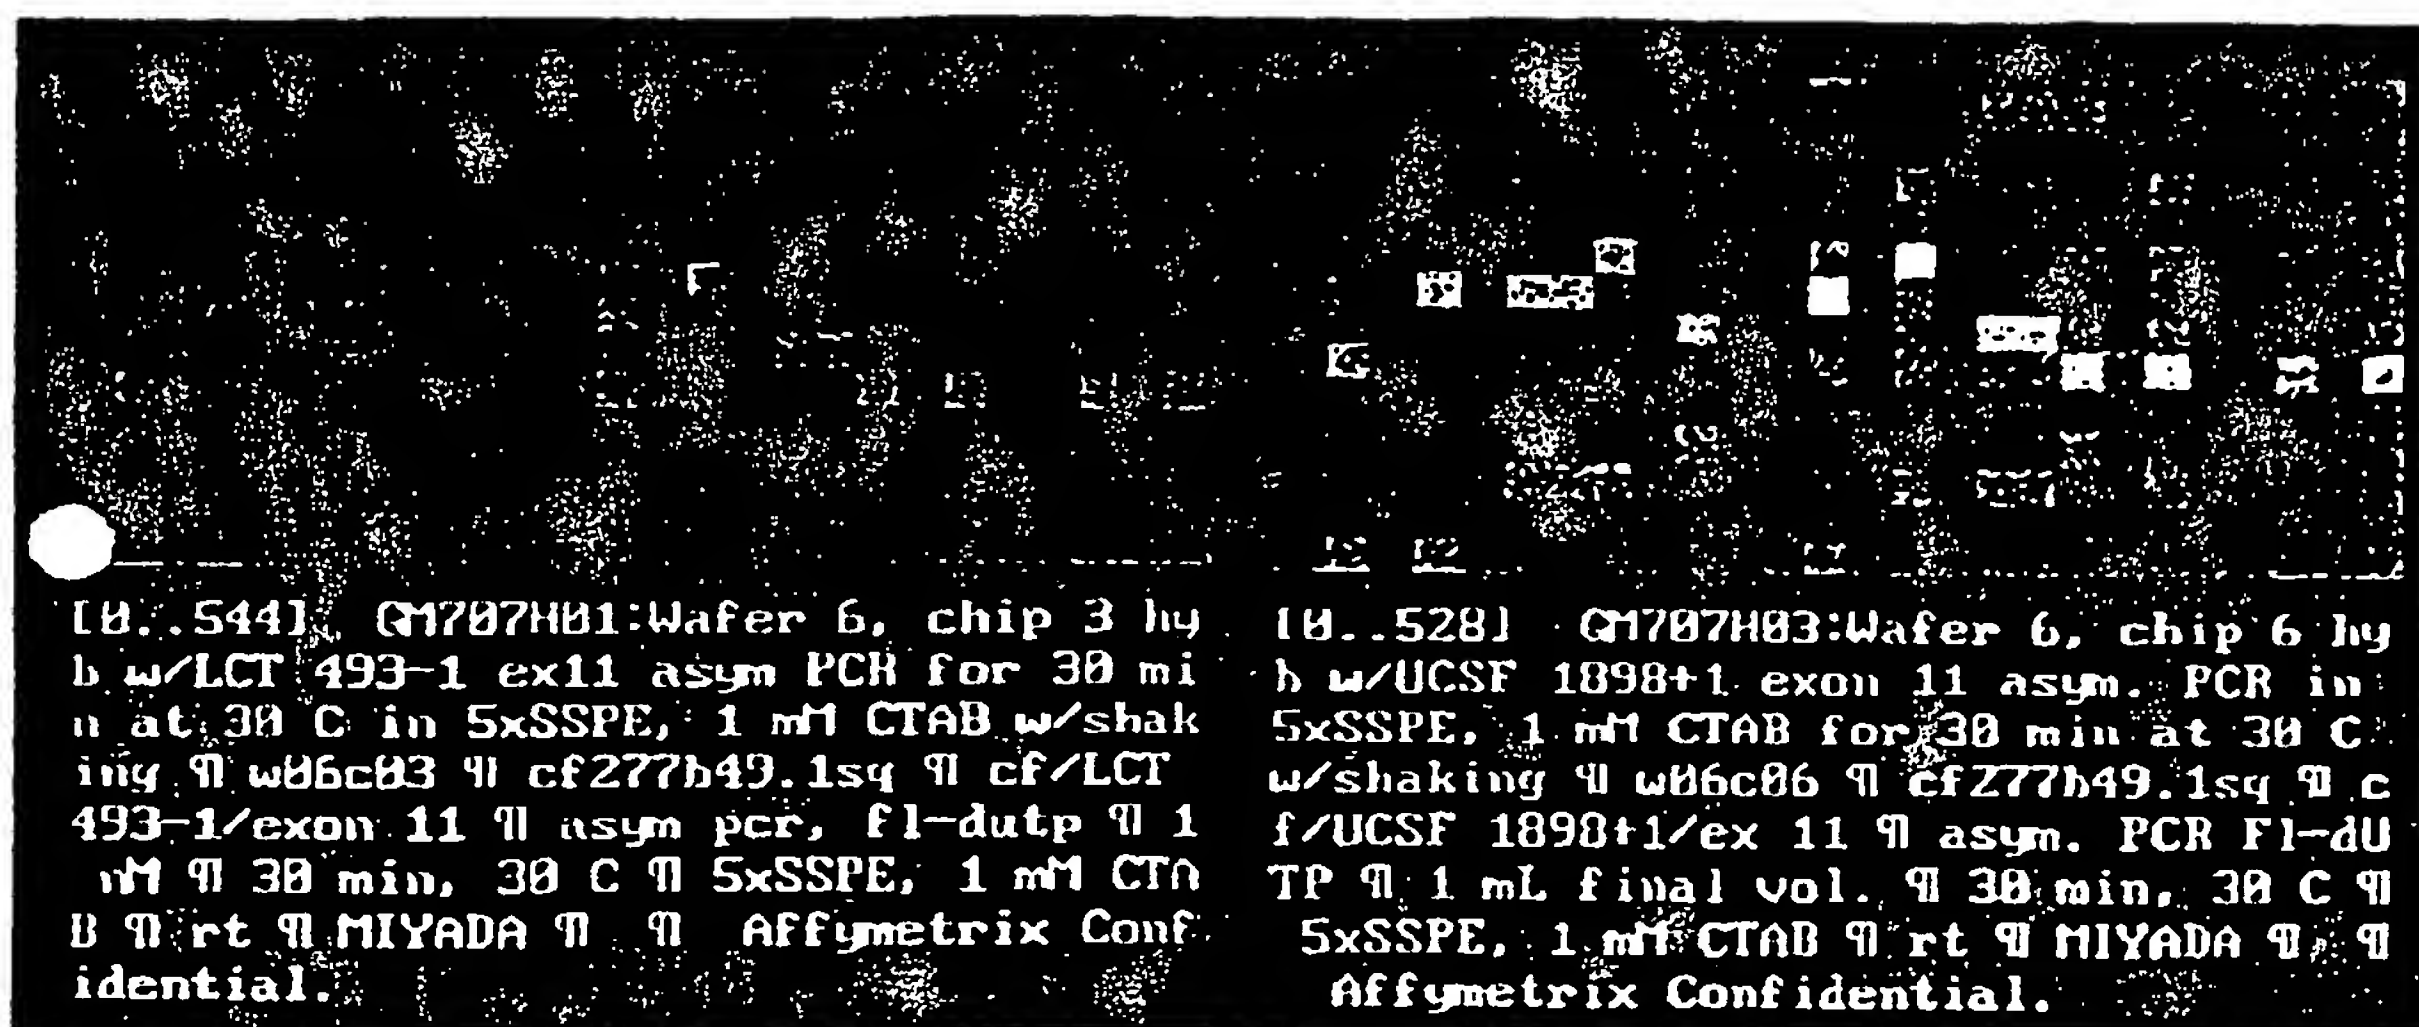 [0..544] GM707H01:Wafer 6, chip 3 hy
b w/LCT 493-1 ex11 asym PCR for 30 mi
n at 30 C in 5xSSPE, 1 mM CTAB w/shak
ing ¶ w06c03 ¶ cf277b49.1sq ¶ cf/LCT
493-1/exon 11 ¶ asym pcr, fl-dutp ¶ 1
nM ¶ 30 min, 30 C ¶ 5xSSPE, 1 mM CTA
B ¶ rt ¶ MIYADA ¶ ¶ Affymetrix Conf
idential.
[0..528] GM707H03:Wafer 6, chip 6 hy
b w/UCSF 1898+1 exon 11 asym. PCR in
5xSSPE, 1 mM CTAB for 30 min at 30 C
w/shaking ¶ w06c06 ¶ cf277b49.1sq ¶ c
f/UCSF 1898+1/ex 11 ¶ asym. PCR Fl-dU
TP ¶ 1 mL final vol. ¶ 30 min, 30 C ¶
5xSSPE, 1 mM CTAB ¶ rt ¶ MIYADA ¶ ¶
Affymetrix Confidential.